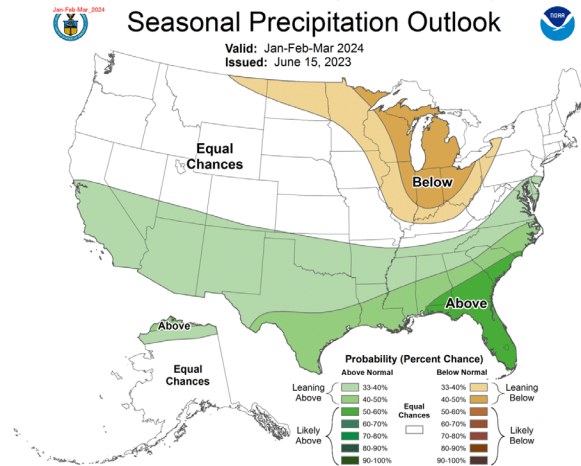 Jan-Feb-Mar_2024
Seasonal Precipitation Outlook
NOAA
Valid: Jan-Feb-Mar 2024
Issued: June 15, 2023
Equal
Chances
Below
Above
Above
Equal
Chances
Probability (Percent Chance)
Above Normal
Below Normal
Leaning
Above
33-40%
40-50%
50-60%
60-70%
70-80%
80-90%
90-100%
Likely
Above
Equal
Chances
33-40%
40-50%
50-60%
60-70%
70-80%
80-90%
90-100%
Leaning
Below
Likely
Below